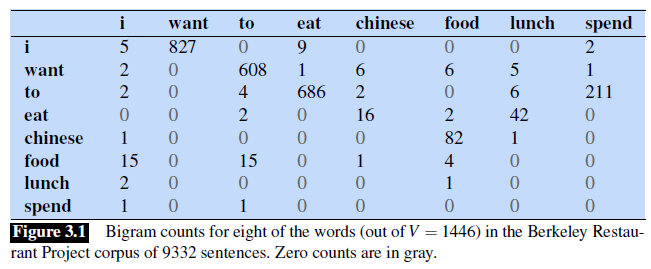 i want to eat chinese food lunch spend
i 5 827 0 9 0 0 0 2
want 2 0 608 1 6 6 5 1
to 2 0 4 686 2 0 6 211
eat 0 0 2 0 16 2 42 0
chinese 1 0 0 0 0 82 1 0
food 15 0 15 0 1 4 0 0
lunch 2 0 0 0 0 1 0 0
spend 1 0 1 0 0 0 0 0
Figure 3.1 Bigram counts for eight of the words (out of V = 1446) in the Berkeley Restau-
rant Project corpus of 9332 sentences. Zero counts are in gray.